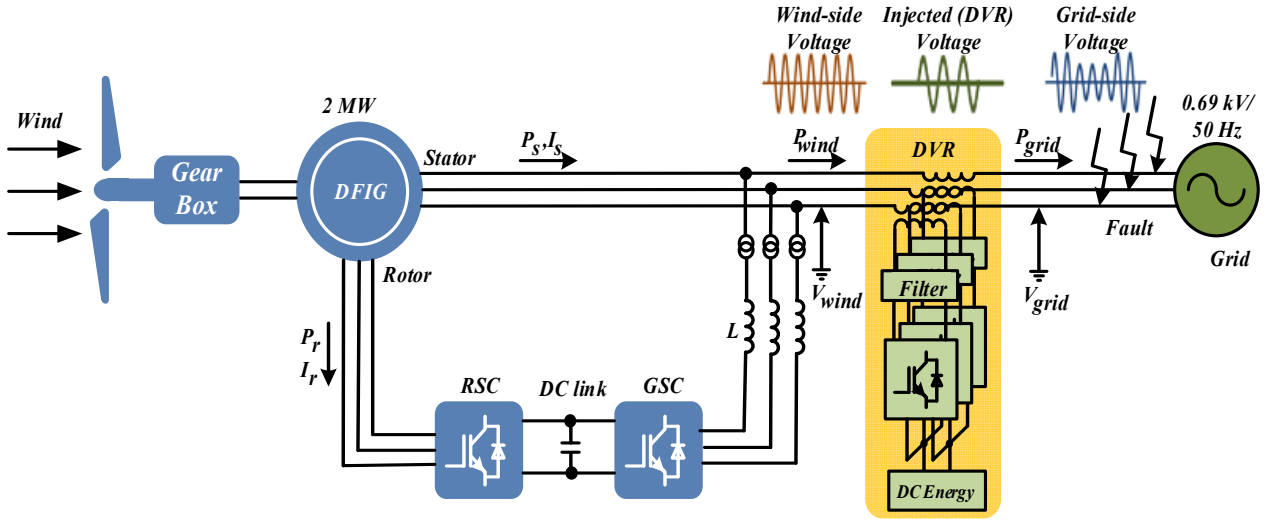 Wind-side
Voltage
Injected (DVR)
Voltage
Grid-side
Voltage
Wind
2 MW
0.69 kV/
50 Hz
Gear
Box
DFIG
Stator
Ps,Is
Pwind
DVR
Pgrid
Rotor
Fault
Grid
Vwind
Filter
Vgrid
L
Pr
Ir
RSC
DC link
GSC
DC Energy